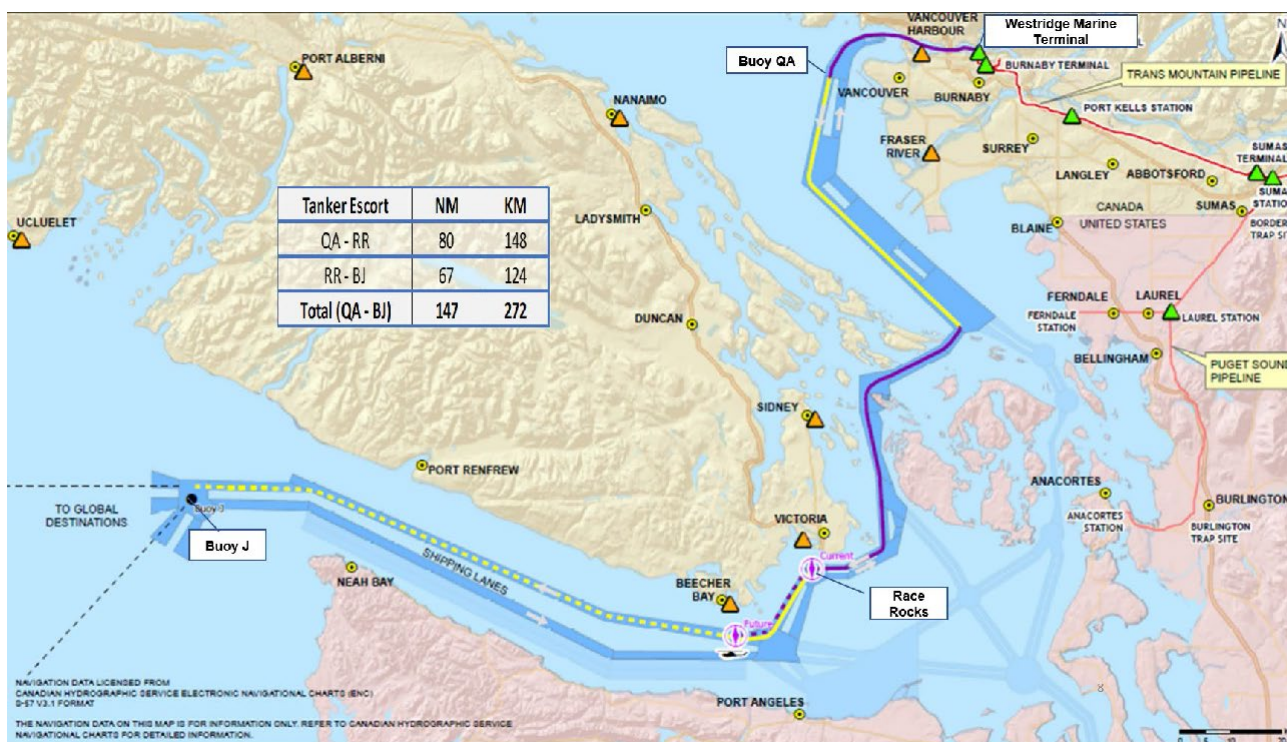 VANCOUVER
HARBOUR
Westridge Marine
Terminal
N
PORT ALBERNI
Buoy QA
BURNABY TERMINAL
TRANS MOUNTAIN PIPELINE
VANCOUVER
BURNABY
NANAIMO
PORT KELLS STATION
FRASER
RIVER
SURREY
SUMAS
TERMINAL
LANGLEY
ABBOTSFORD
SUMA
STATION
Tanker Escort NM KM
QA - RR 80 148
RR - BJ 67 124
Total (QA - BJ) 147 272
UCLUELET
LADYSMITH
CANADA
UNITED STATES
SUMAS
BLAINE
BORDER
TRAP SIT
DUNCAN
FERNDALE
LAUREL
FERNDALE
STATION
LAUREL STATION
BELLINGHAM
PUGET SOUND
PIPELINE
SIDNEY
PORT RENFREW
ANACORTES
BURLINGTON
TO GLOBAL
DESTINATIONS
Buoy J
Buoy J
ANACORTES
STATION
BURLINGTON
TRAP SITE
VICTORIA
Current
SHIPPING LANES
NEAH BAY
BEECHER
BAY
Race
Rocks
Future
PORT ANGELES
NAVIGATION DATA LICENSED FROM
CANADIAN HYDROGRAPHIC SERVICE ELECTRONIC NAVIGATIONAL CHARTS (ENC)
S-57 V3.1 FORMAT
THE NAVIGATION DATA ON THIS MAP IS FOR INFORMATION ONLY. REFER TO CANADIAN HYDROGRAPHIC SERVICE
NAVIGATIONAL CHARTS FOR DETAILED INFORMATION.